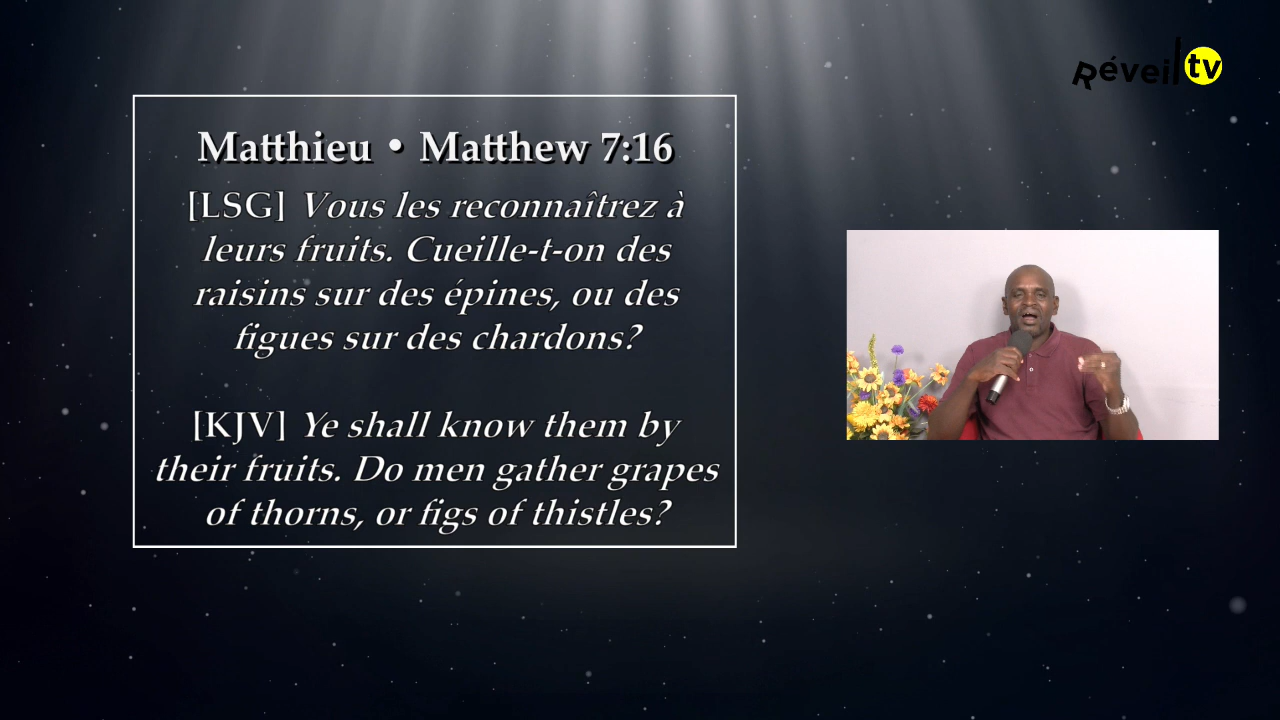 Réveil tv
Matthieu • Matthew 7:16
[LSG] Vous les reconnaîtrez à
leurs fruits. Cueille-t-on des
raisins sur des épines, ou des
figues sur des chardons?
[KJV] Ye shall know them by
their fruits. Do men gather grapes
of thorns, or figs of thistles?